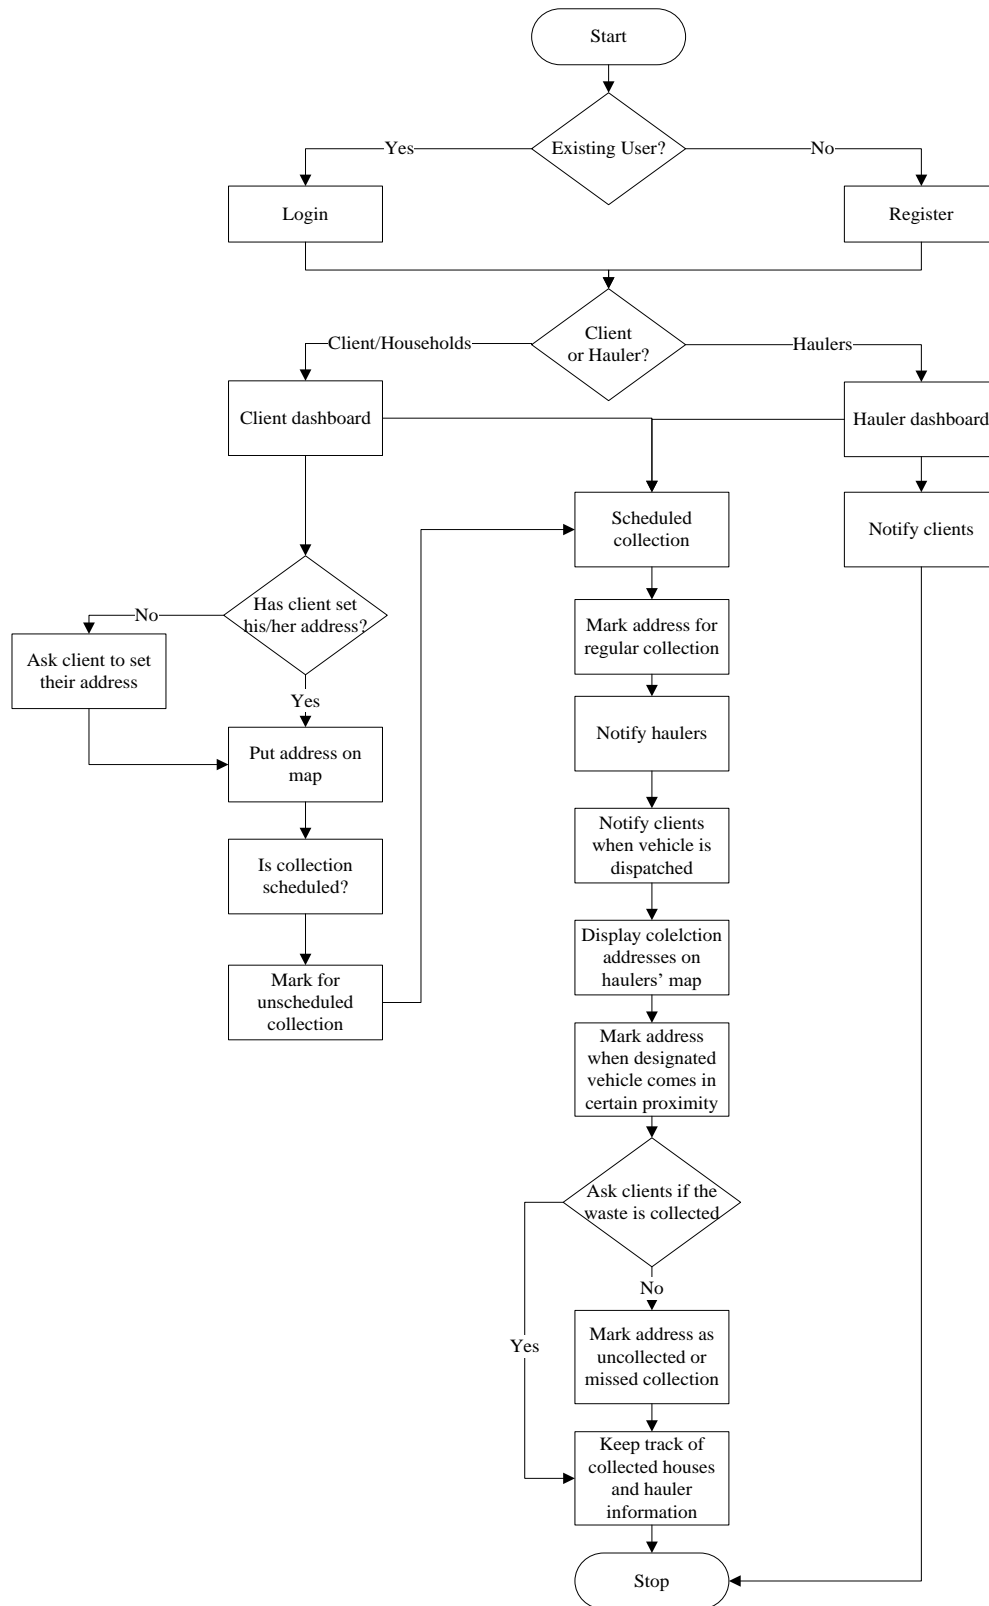 Start
Existing User?
Yes
No
Login
Register
Client
or Hauler?
Client/Households
Haulers
Client dashboard
Hauler dashboard
Scheduled
collection
Notify clients
Has client set
his/her address?
No
Ask client to set
their address
Yes
Mark address for
regular collection
Notify haulers
Put address on
map
Notify clients
when vehicle is
dispatched
Is collection
scheduled?
Display colelction
addresses on
haulers’ map
Mark for
unscheduled
collection
Mark address
when designated
vehicle comes in
certain proximity
Ask clients if the
waste is collected
No
Yes
Mark address as
uncollected or
missed collection
Keep track of
collected houses
and hauler
information
Stop